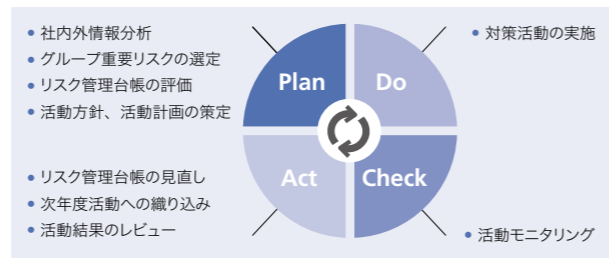 • 社内外情報分析
• グループ重要リスクの選定
• リスク管理台帳の評価
• 活動方針、活動計画の策定
Plan
Do
• 対策活動の実施
• リスク管理台帳の見直し
• 次年度活動への織り込み
• 活動結果のレビュー
Act
Check
• 活動モニタリング